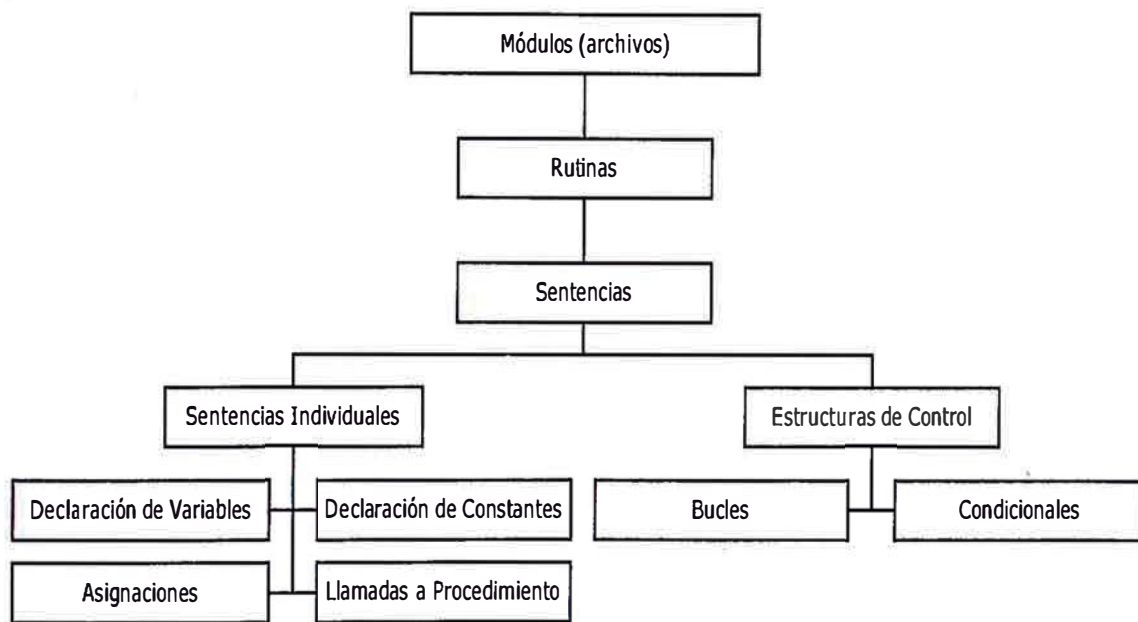 Módulos (archivos)
Rutinas
Sentencias
Sentencias Individuales
Estructuras de Control
Declaración de Variables
Declaración de Constantes
Bucles
Condicionales
Asignaciones
Llamadas a Procedimiento